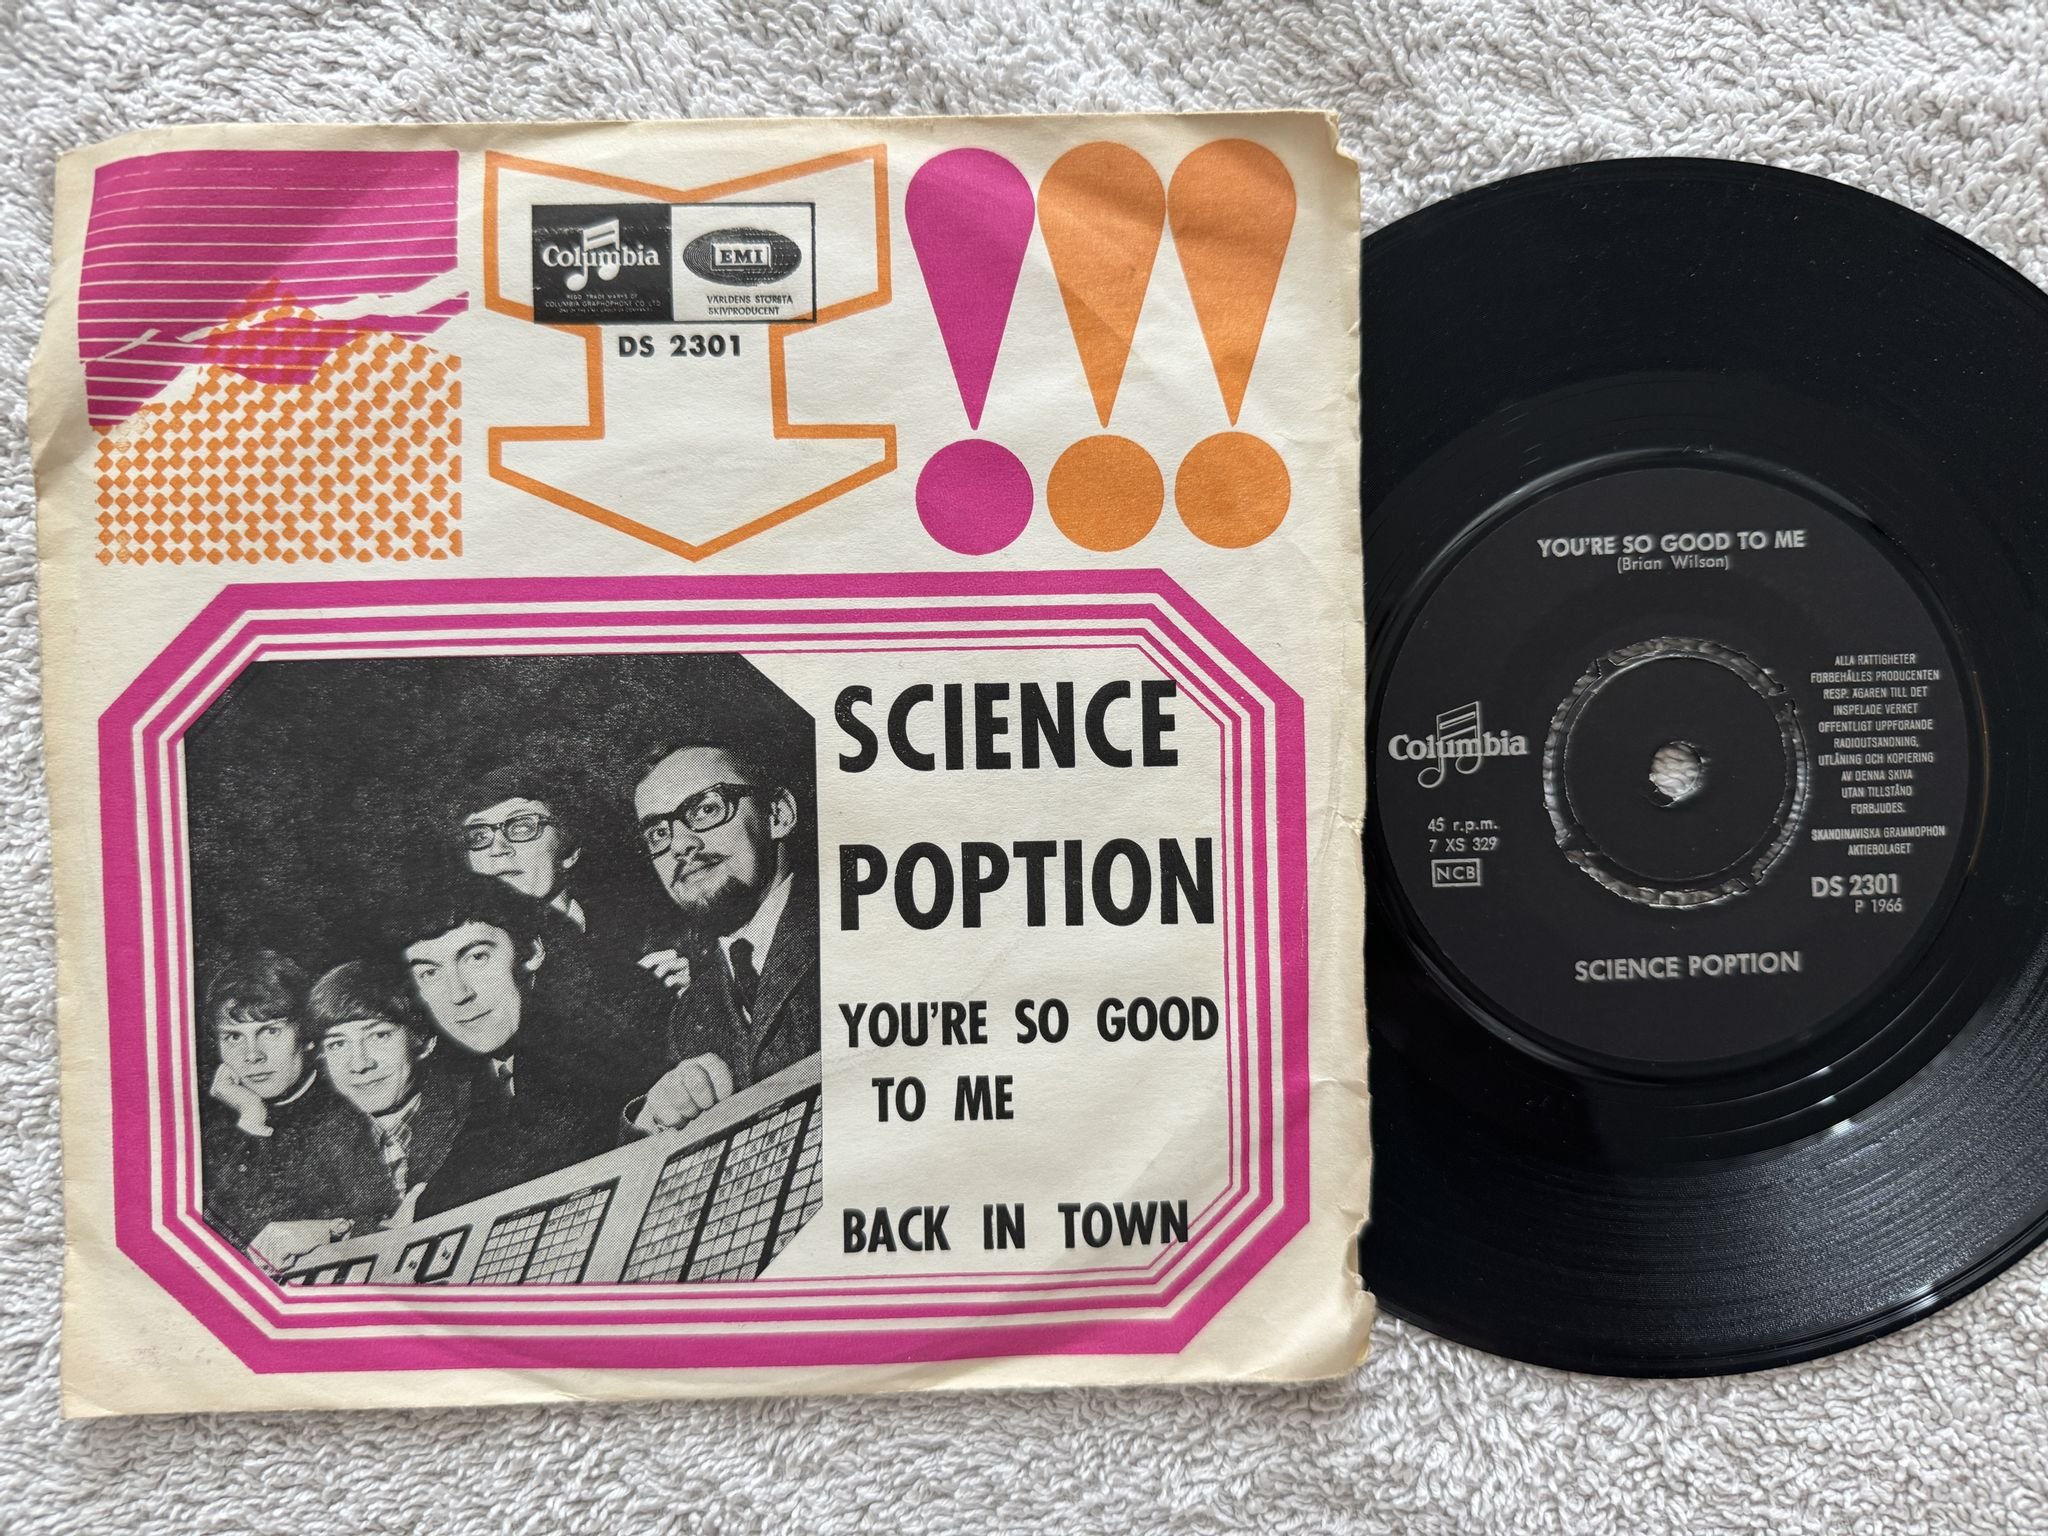 Columbia
REGD. TRADE MARKS OF
COLUMBIA GRAPHOPHONE CO. LTD.
EMI
VÄRLDENS STÖRSTA
SKIVPRODUCENT
DS 2301
SCIENCE
POPTION
YOU'RE SO GOOD
TO ME
BACK IN TOWN
YOU'RE SO GOOD TO ME
(Brian Wilson)
Columbia
45 r.p.m.
7 XS 329
NCB
ALLA RÄTTIGHETER
FÖRBEHÅLLES PRODUCENTEN
RESP. ÄGAREN TILL DET
INSPELADE VERKET
OFFENTLIGT UPPFÖRANDE
RADIOUTSÄNDNING,
UTLÅNING OCH KOPIERING
AV DENNA SKIVA
UTAN TILLSTÅND
FÖRBJUDES.
SKANDINAVISKA GRAMMOPHON
AKTIEBOLAGET
DS 2301
P 1966
SCIENCE POPTION